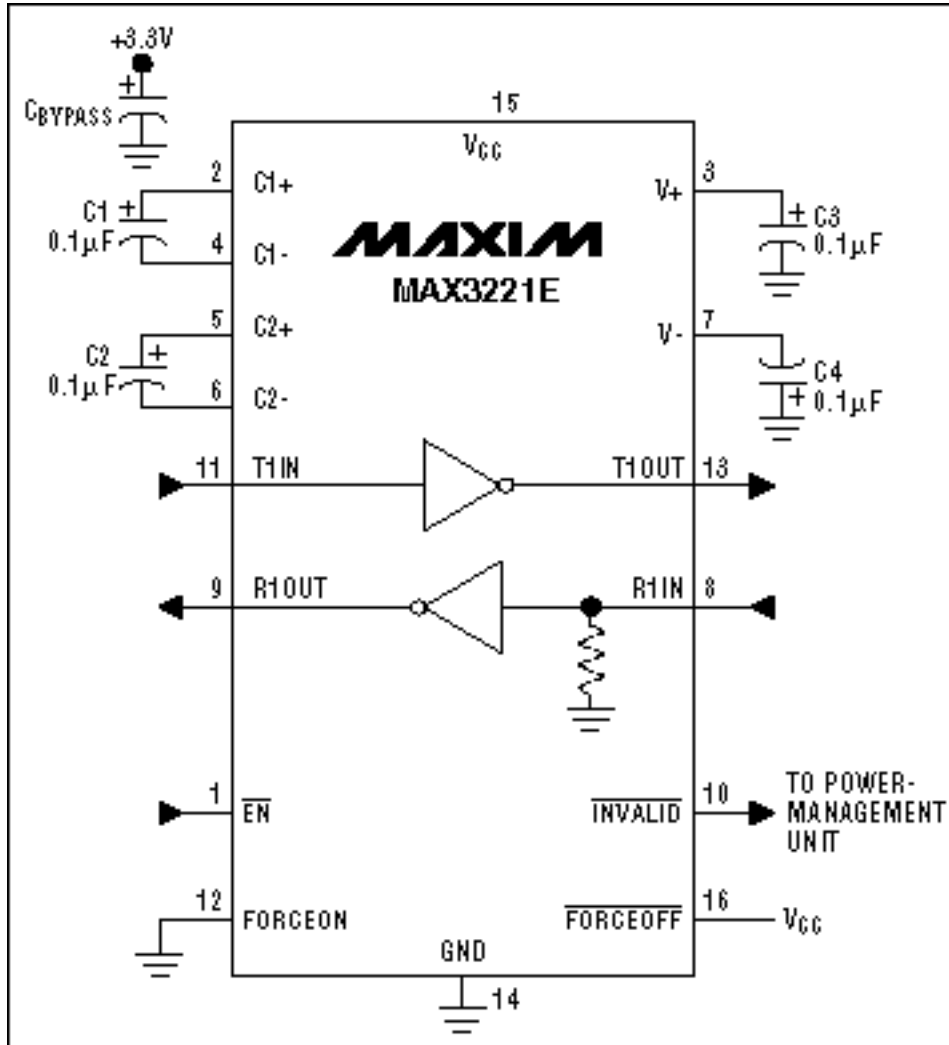 +3.3V
+
CBYPASS
15
VCC
2
C1+
V+
3
C1
+
0.1µF
4
C1-
MAXIM
MAX3221E
+
C3
0.1µF
5
C2+
V-
7
C2
+
0.1µF
6
C2-
C4
+
0.1µF
11
T1IN
T1OUT
13
9
R1OUT
R1IN
8
1
EN
INVALID
10
TO POWER-
MANAGEMENT
UNIT
12
FORCEON
FORCEOFF
16
VCC
GND
14